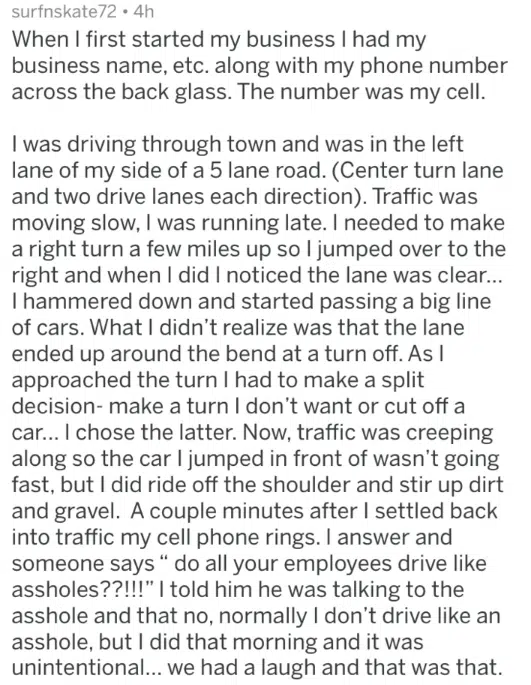 surfnskate72 • 4h
When I first started my business I had my
business name, etc. along with my phone number
across the back glass. The number was my cell.
I was driving through town and was in the left
lane of my side of a 5 lane road. (Center turn lane
and two drive lanes each direction). Traffic was
moving slow, I was running late. I needed to make
a right turn a few miles up so I jumped over to the
right and when I did I noticed the lane was clear...
I hammered down and started passing a big line
of cars. What I didn’t realize was that the lane
ended up around the bend at a turn off. As I
approached the turn I had to make a split
decision- make a turn I don’t want or cut off a
car... I chose the latter. Now, traffic was creeping
along so the car I jumped in front of wasn’t going
fast, but I did ride off the shoulder and stir up dirt
and gravel.  A couple minutes after I settled back
into traffic my cell phone rings. I answer and
someone says “ do all your employees drive like
assholes??!!!” I told him he was talking to the
asshole and that no, normally I don’t drive like an
asshole, but I did that morning and it was
unintentional... we had a laugh and that was that.